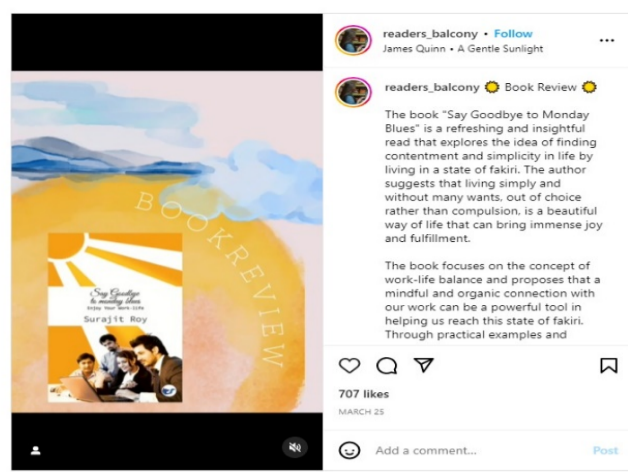 readers_balcony • Follow
James Quinn • A Gentle Sunlight
readers_balcony Book Review
The book "Say Goodbye to Monday
Blues" is a refreshing and insightful
read that explores the idea of finding
contentment and simplicity in life by
living in a state of fakiri. The author
suggests that living simply and
without many wants, out of choice
rather than compulsion, is a beautiful
way of life that can bring immense joy
and fulfillment.
The book focuses on the concept of
work-life balance and proposes that a
mindful and organic connection with
our work can be a powerful tool in
helping us reach this state of fakiri.
Through practical examples and
BOOKREVIEW
Say Goodbye
to monday blues
Enjoy Your Work-life
Surajit Roy
707 likes
MARCH 25
Add a comment...
Post